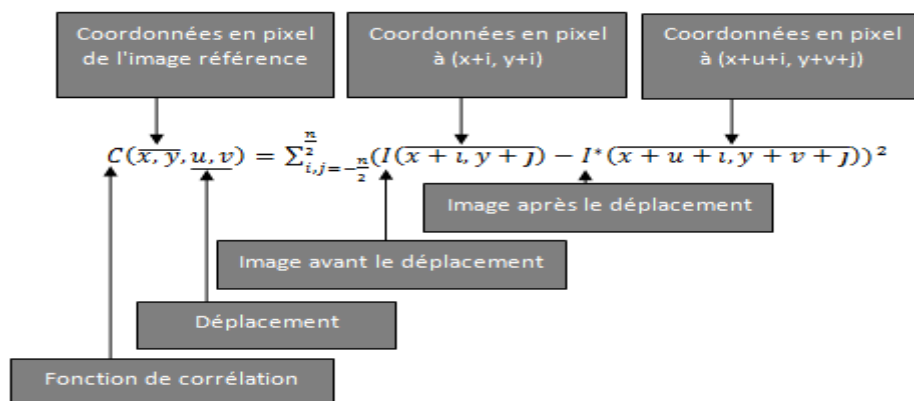 Coordonnées en pixel
de l'image référence
Coordonnées en pixel
à (x+i, y+i)
Coordonnées en pixel
à (x+u+i, y+v+j)
C(x, y, u, v) = ∑_{i,j=-n/2}^{n/2}(I(x + i, y + j) − I*(x + u + i, y + v + j))²
Image après le déplacement
Image avant le déplacement
Déplacement
Fonction de corrélation